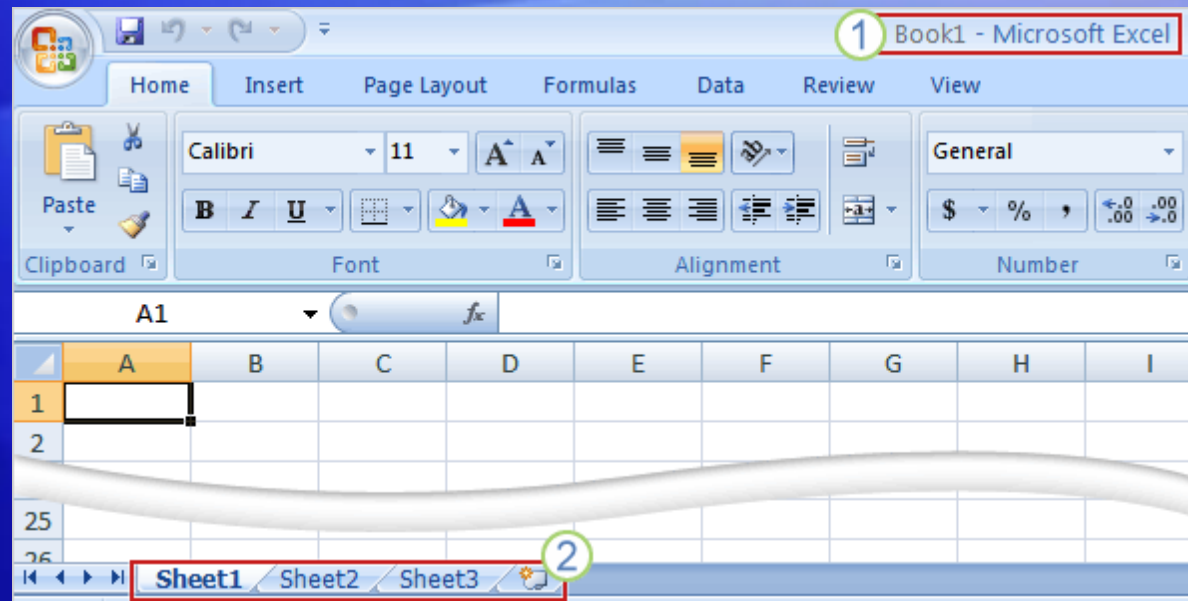 1 Book1 - Microsoft Excel
Home Insert Page Layout Formulas Data Review View
Calibri 11 A A General
Paste B I U A $ % , .0 .00 .00 .0
Clipboard Font Alignment Number
A1 fx
A B C D E F G H I
1
2
25
26
Sheet1 Sheet2 Sheet3 2